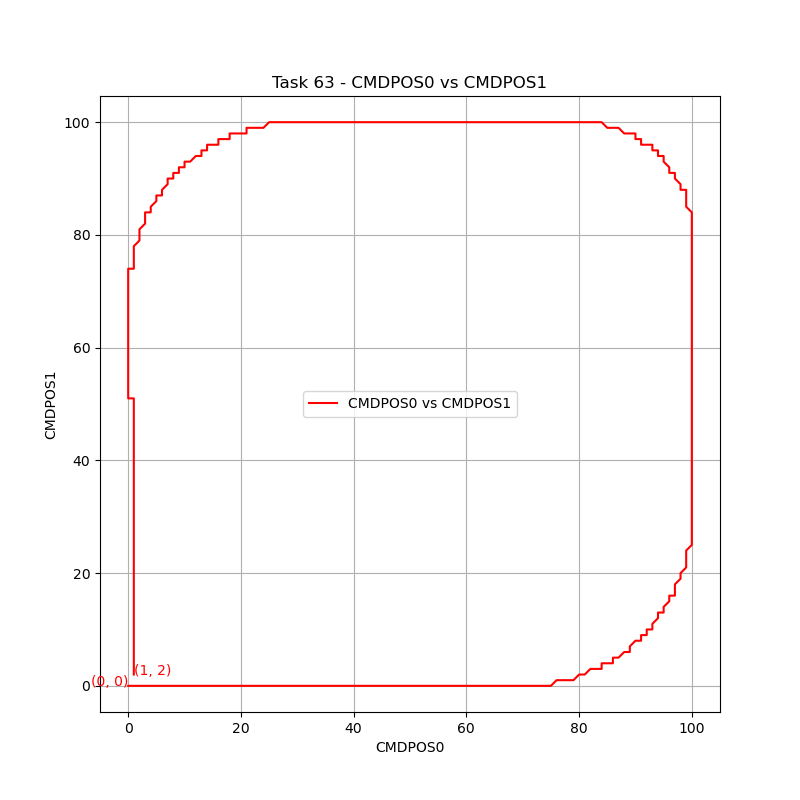 Task 63 - CMDPOS0 vs CMDPOS1
100
80
60
40
20
0
CMDPOS1
CMDPOS0 vs CMDPOS1
(1, 2)
(0, 0)
0 20 40 60 80 100
CMDPOS0